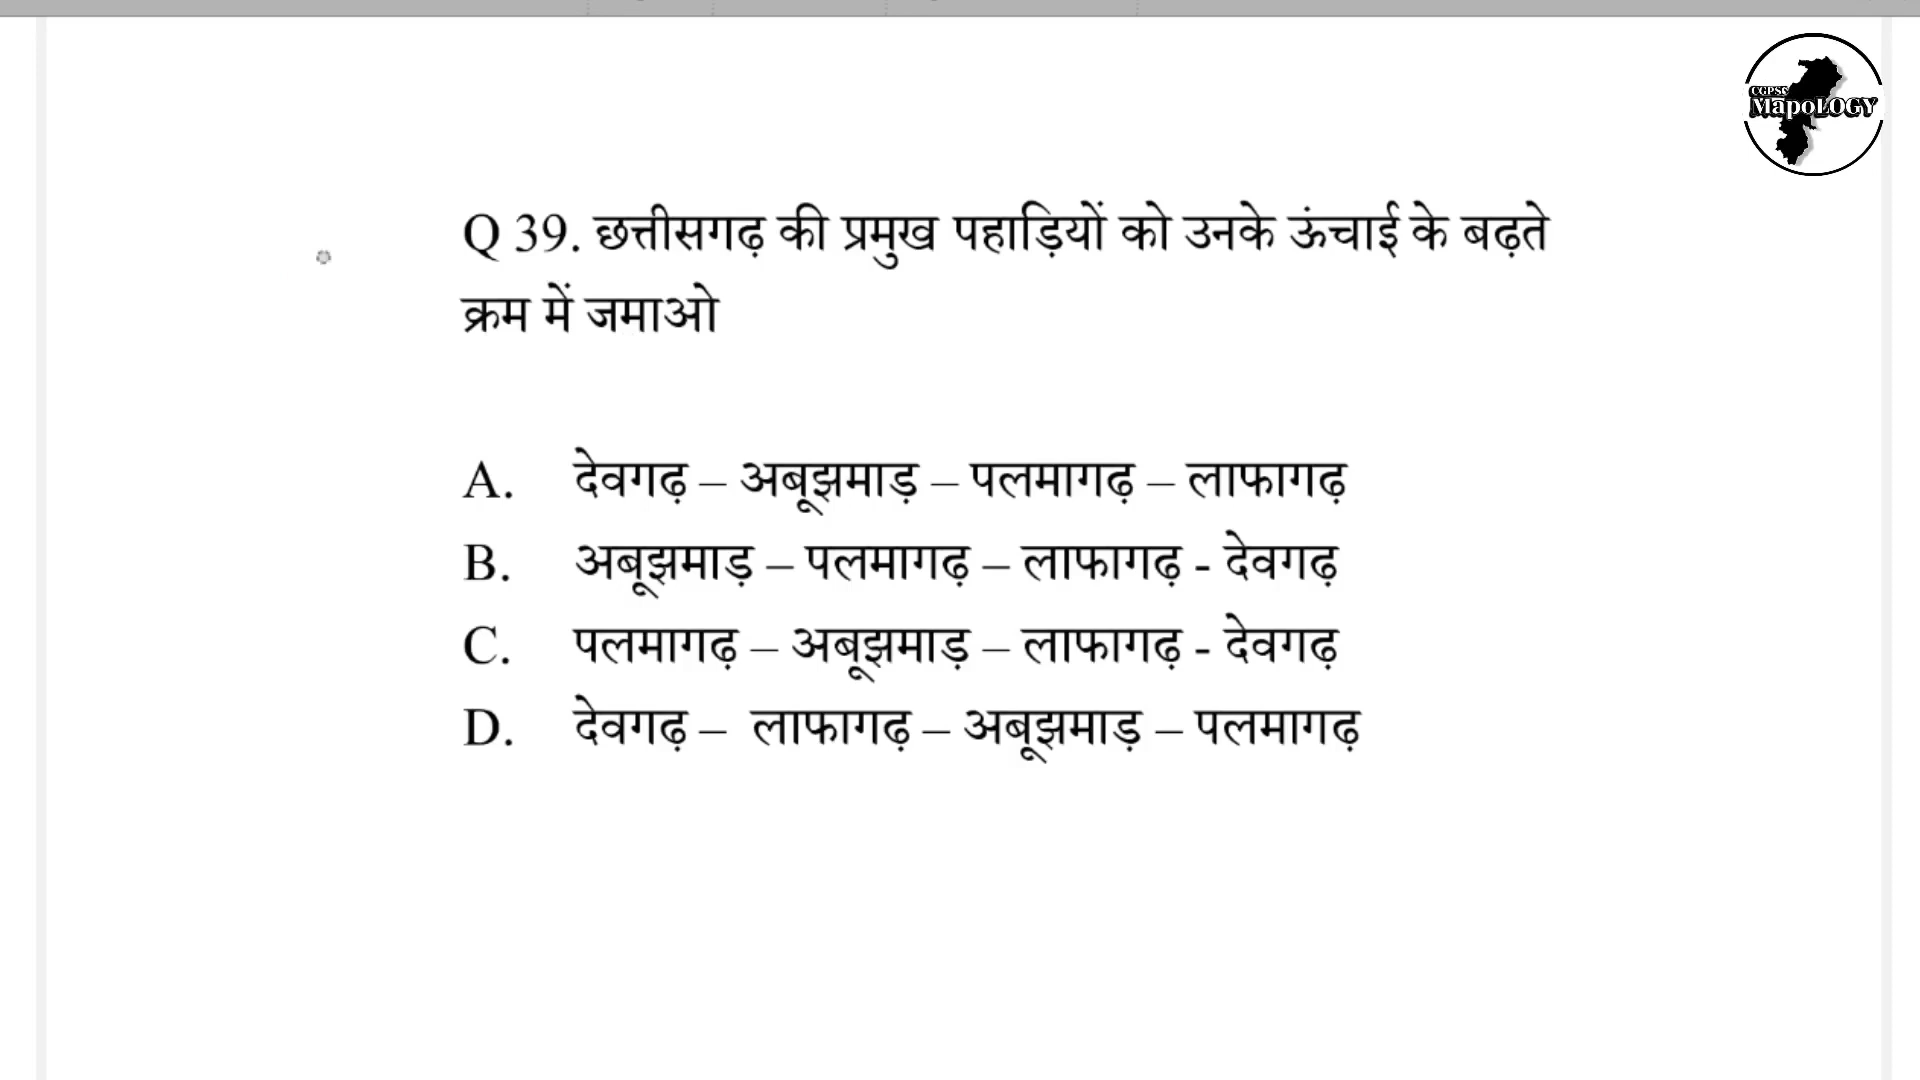 CGPSC
MapoLOGY
Q 39. छत्तीसगढ़ की प्रमुख पहाड़ियों को उनके ऊंचाई के बढ़ते
क्रम में जमाओ
A. देवगढ़ – अबूझमाड़ – पलमागढ़ – लाफागढ़
B. अबूझमाड़ – पलमागढ़ – लाफागढ़ - देवगढ़
C. पलमागढ़ – अबूझमाड़ – लाफागढ़ - देवगढ़
D. देवगढ़ – लाफागढ़ – अबूझमाड़ – पलमागढ़